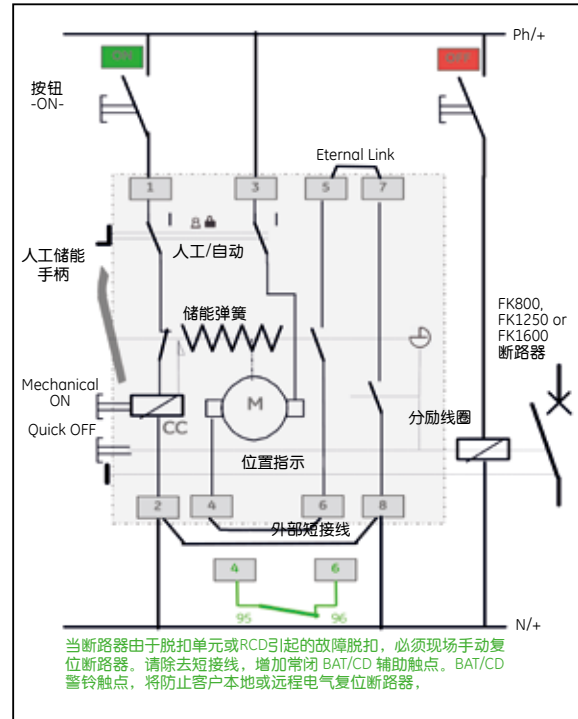 Ph/+
ON
OFF
按钮
-ON-
Eternal Link
1
3
5
7
人工/自动
人工储能
手柄
储能弹簧
FK800,
FK1250 or
FK1600
断路器
Mechanical
ON
M
CC
分励线圈
Quick OFF
位置指示
2
4
6
8
外部短接线
4
6
95
96
N/+
当断路器由于脱扣单元或RCD引起的故障脱扣，必须现场手动复
位断路器。请除去短接线，增加常闭 BAT/CD 辅助触点。BAT/CD
警铃触点，将防止客户本地或远程电气复位断路器，